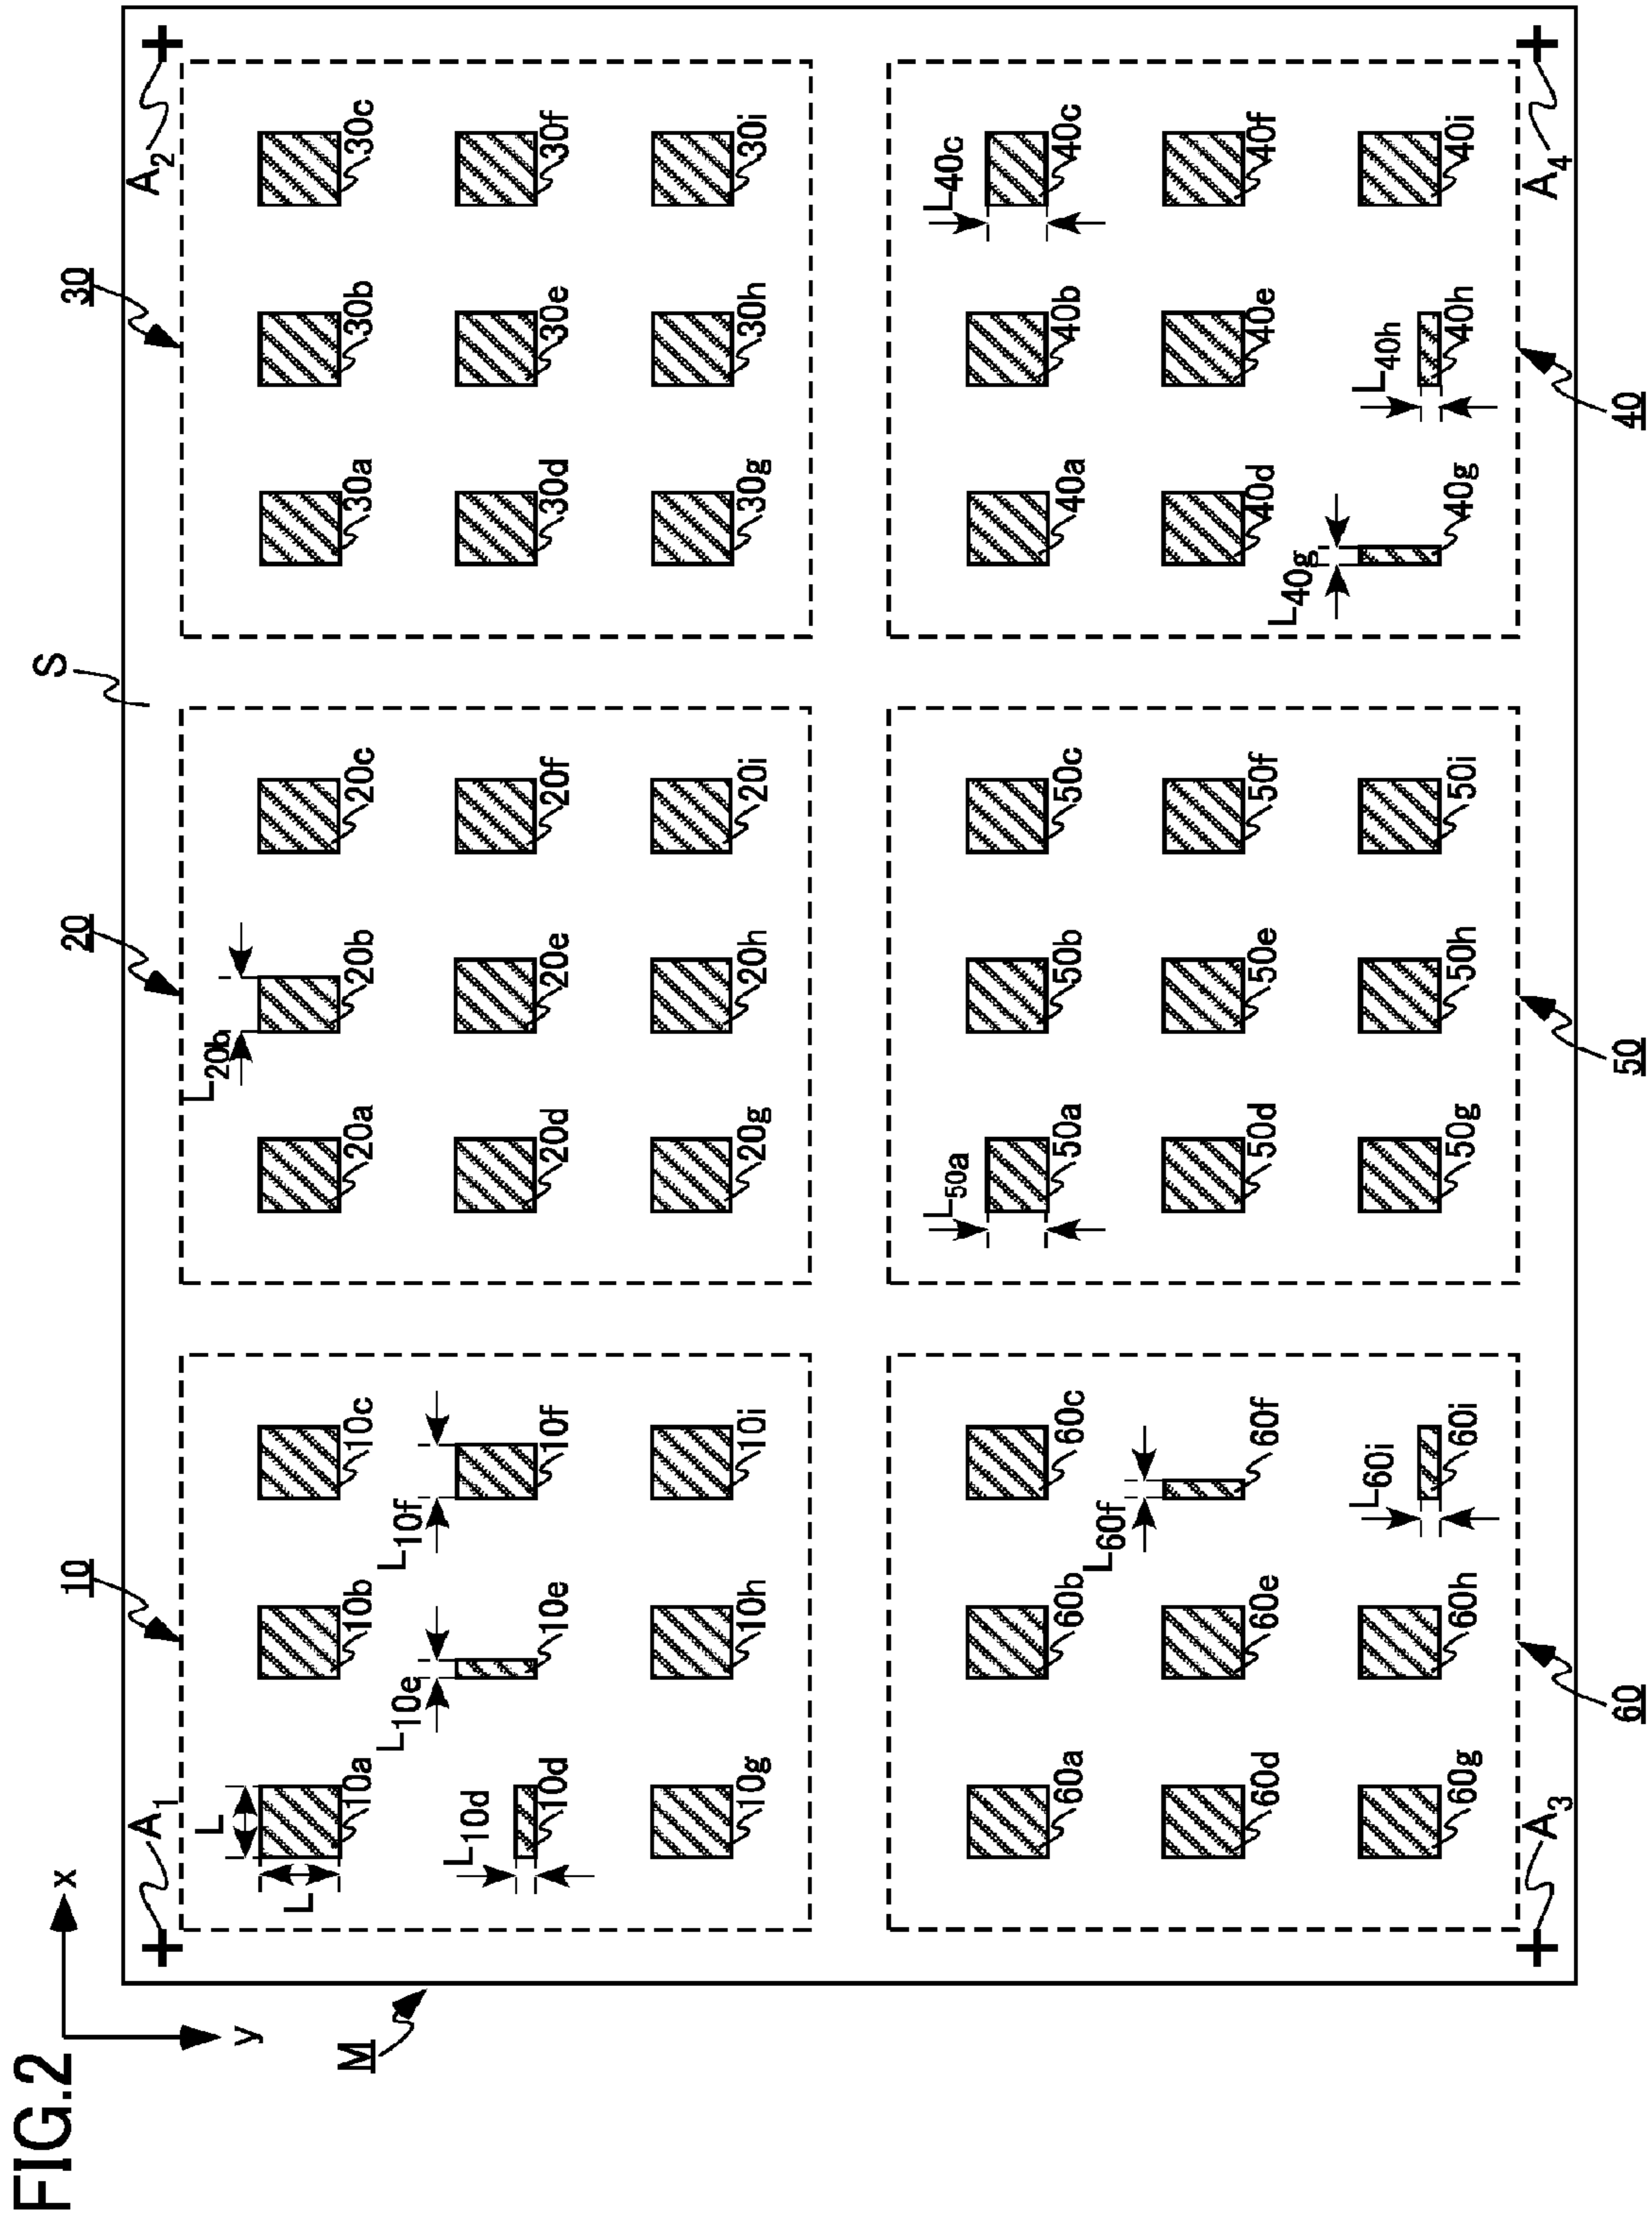 FIG.2
x
y
M
S
10
20
30
A1
A2
L
L
10a
10b
10c
L10d
10d
L10e
10e
L10f
10f
10g
10h
10i
20a
L20b
20b
20c
20d
20e
20f
20g
20h
20i
30a
30b
30c
30d
30e
30f
30g
30h
30i
60a
60b
60c
60d
60e
L60f
60f
60g
60h
L60i
60i
L50a
50a
50b
50c
50d
50e
50f
50g
50h
50i
40a
40b
L40c
40c
40d
40e
40f
L40g
40g
L40h
40h
40i
A3
A4
60
50
40